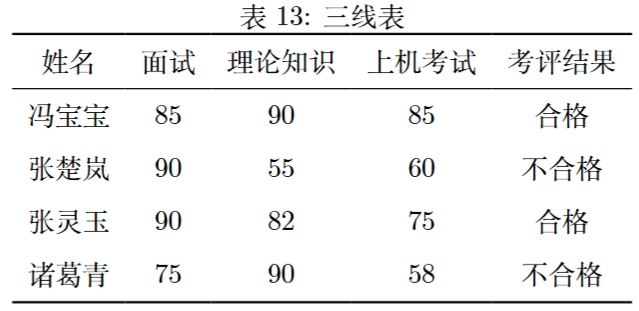 表 13: 三线表
姓名 面试 理论知识 上机考试 考评结果
冯宝宝 85 90 85 合格
张楚岚 90 55 60 不合格
张灵玉 90 82 75 合格
诸葛青 75 90 58 不合格